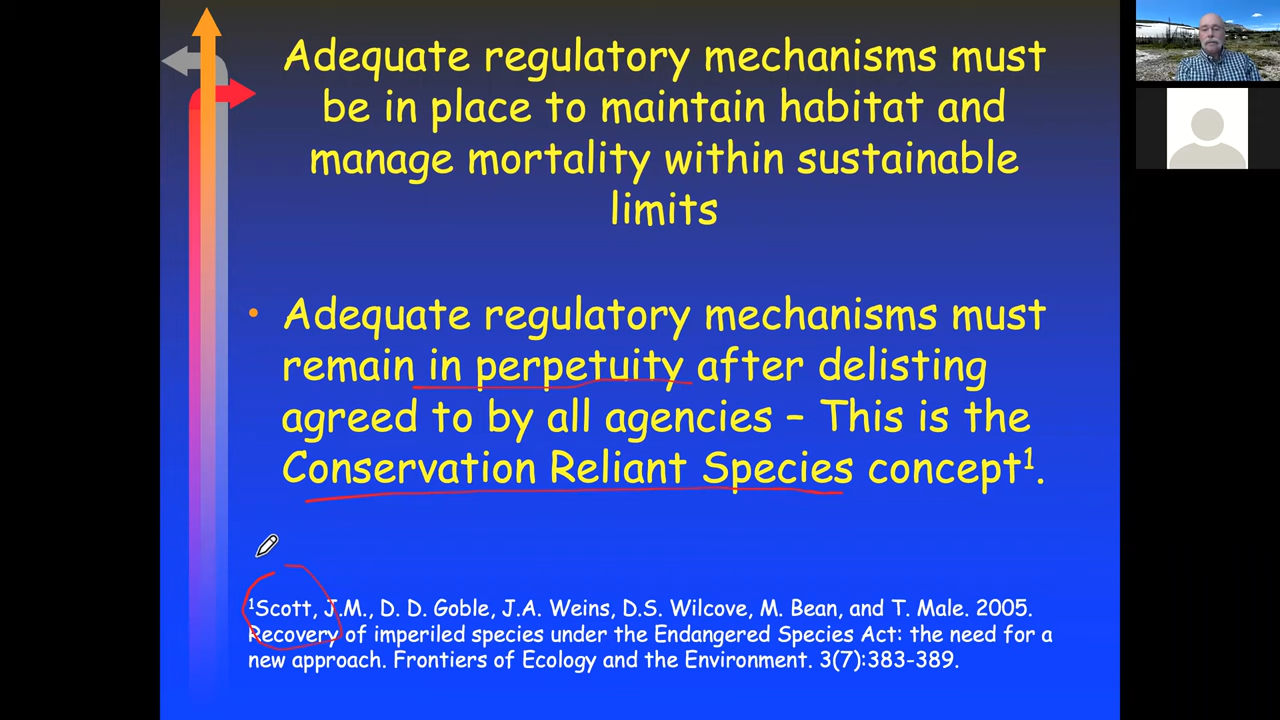 Adequate regulatory mechanisms must
be in place to maintain habitat and
manage mortality within sustainable
limits
• Adequate regulatory mechanisms must
remain in perpetuity after delisting
agreed to by all agencies – This is the
Conservation Reliant Species concept¹.
¹Scott, J.M., D. D. Goble, J.A. Weins, D.S. Wilcove, M. Bean, and T. Male. 2005.
Recovery of imperiled species under the Endangered Species Act: the need for a
new approach. Frontiers of Ecology and the Environment. 3(7):383-389.